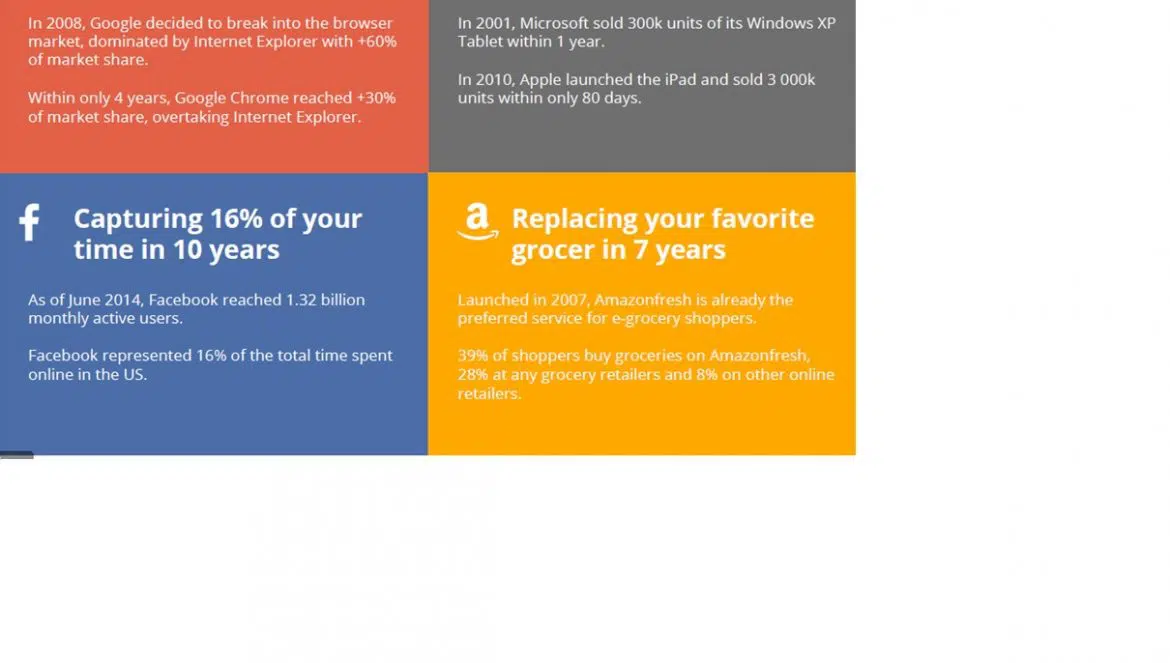 In 2008, Google decided to break into the browser
market, dominated by Internet Explorer with +60%
of market share.
Within only 4 years, Google Chrome reached +30%
of market share, overtaking Internet Explorer.
In 2001, Microsoft sold 300k units of its Windows XP
Tablet within 1 year.
In 2010, Apple launched the iPad and sold 3 000k
units within only 80 days.
Capturing 16% of your
time in 10 years
As of June 2014, Facebook reached 1.32 billion
monthly active users.
Facebook represented 16% of the total time spent
online in the US.
Replacing your favorite
grocer in 7 years
Launched in 2007, Amazonfresh is already the
preferred service for e-grocery shoppers.
39% of shoppers buy groceries on Amazonfresh,
28% at any grocery retailers and 8% on other online
retailers.